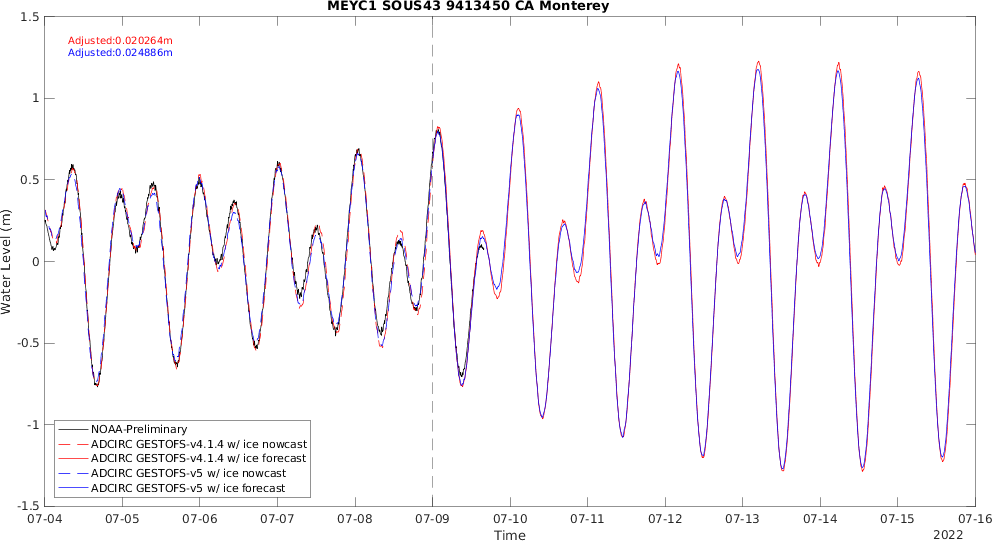 MEYC1 SOUS43 9413450 CA Monterey
Adjusted:0.020264m
Adjusted:0.024886m
1.5
1
0.5
0
-0.5
-1
-1.5
Water Level (m)
NOAA-Preliminary
ADCIRC GESTOFS-v4.1.4 w/ ice nowcast
ADCIRC GESTOFS-v4.1.4 w/ ice forecast
ADCIRC GESTOFS-v5 w/ ice nowcast
ADCIRC GESTOFS-v5 w/ ice forecast
07-04 07-05 07-06 07-07 07-08 07-09 07-10 07-11 07-12 07-13 07-14 07-15 07-16
Time
2022